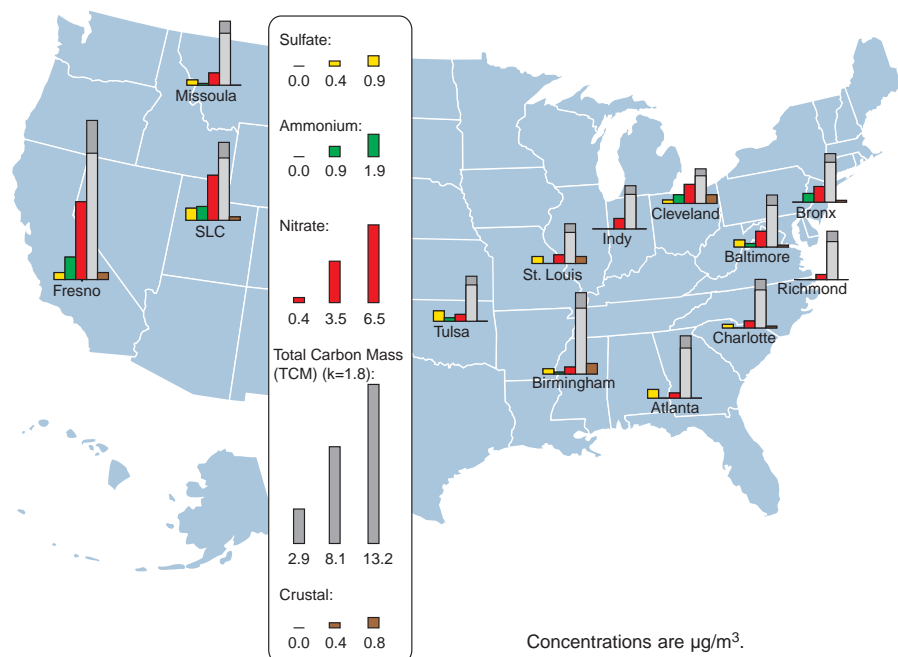 Sulfate:
0.0 0.4 0.9
Ammonium:
0.0 0.9 1.9
Nitrate:
0.4 3.5 6.5
Total Carbon Mass
(TCM) (k=1.8):
2.9 8.1 13.2
Crustal:
0.0 0.4 0.8
Missoula
Fresno
SLC
Tulsa
St. Louis
Indy
Cleveland
Bronx
Baltimore
Richmond
Charlotte
Birmingham
Atlanta
Concentrations are µg/m³.